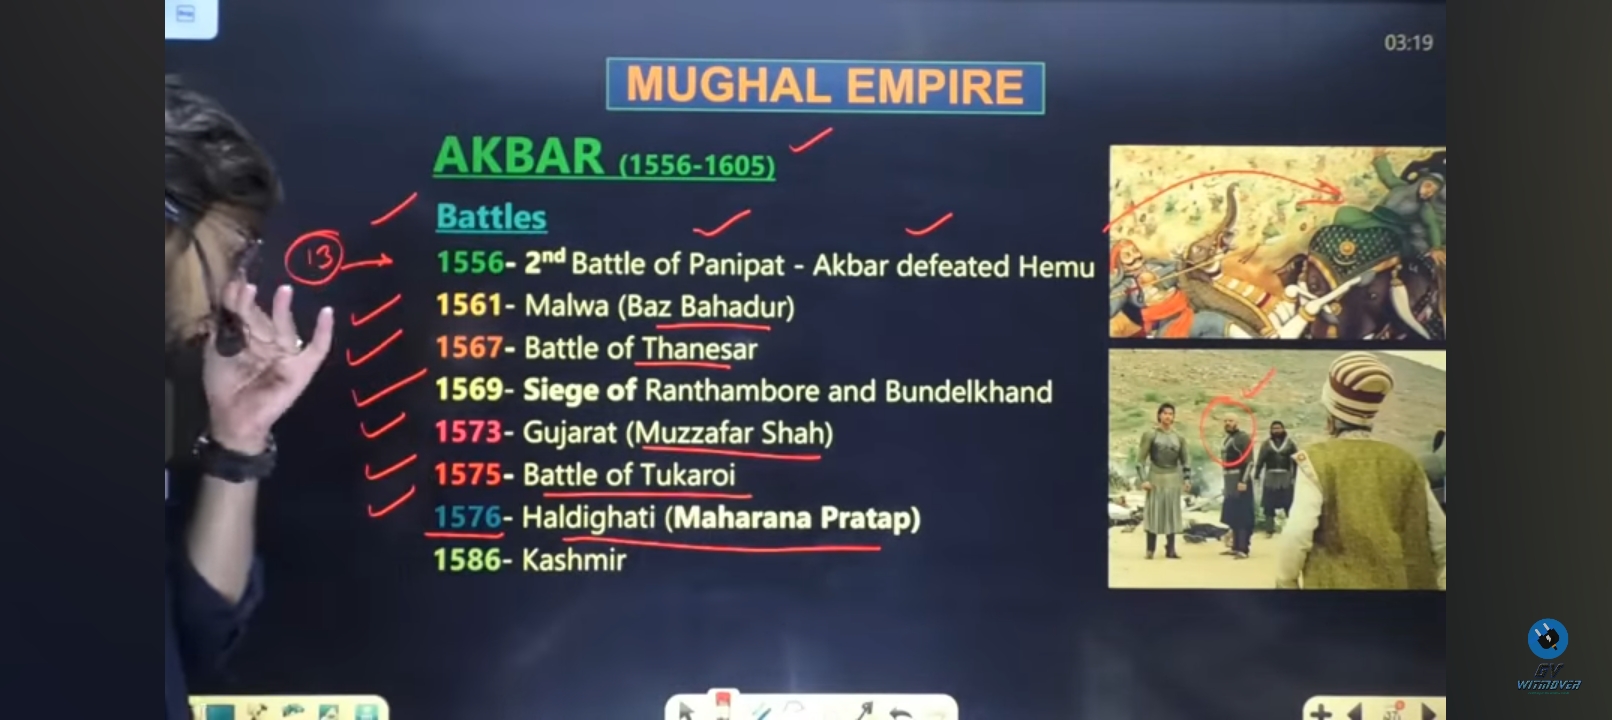 03:19
MUGHAL EMPIRE
AKBAR (1556-1605)
Battles
13
1556- 2nd Battle of Panipat - Akbar defeated Hemu
1561- Malwa (Baz Bahadur)
1567- Battle of Thanesar
1569- Siege of Ranthambore and Bundelkhand
1573- Gujarat (Muzzafar Shah)
1575- Battle of Tukaroi
1576- Haldighati (Maharana Pratap)
1586- Kashmir
GY
WITMOVER